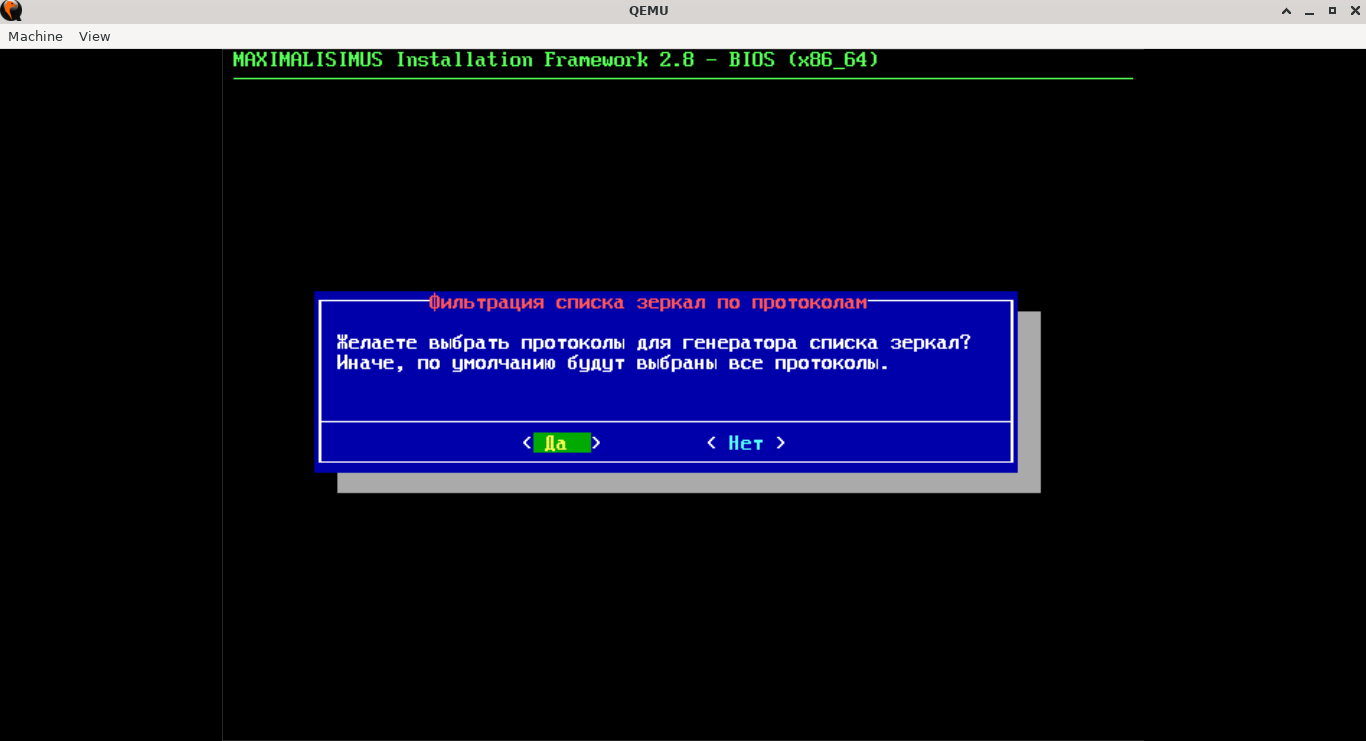 QEMU
Machine View
MAXIMALISIMUS Installation Framework 2.8 - BIOS (x86_64)
Фильтрация списка зеркал по протоколам
Желаете выбрать протоколы для генератора списка зеркал?
Иначе, по умолчанию будут выбраны все протоколы.
< Да > < Нет >